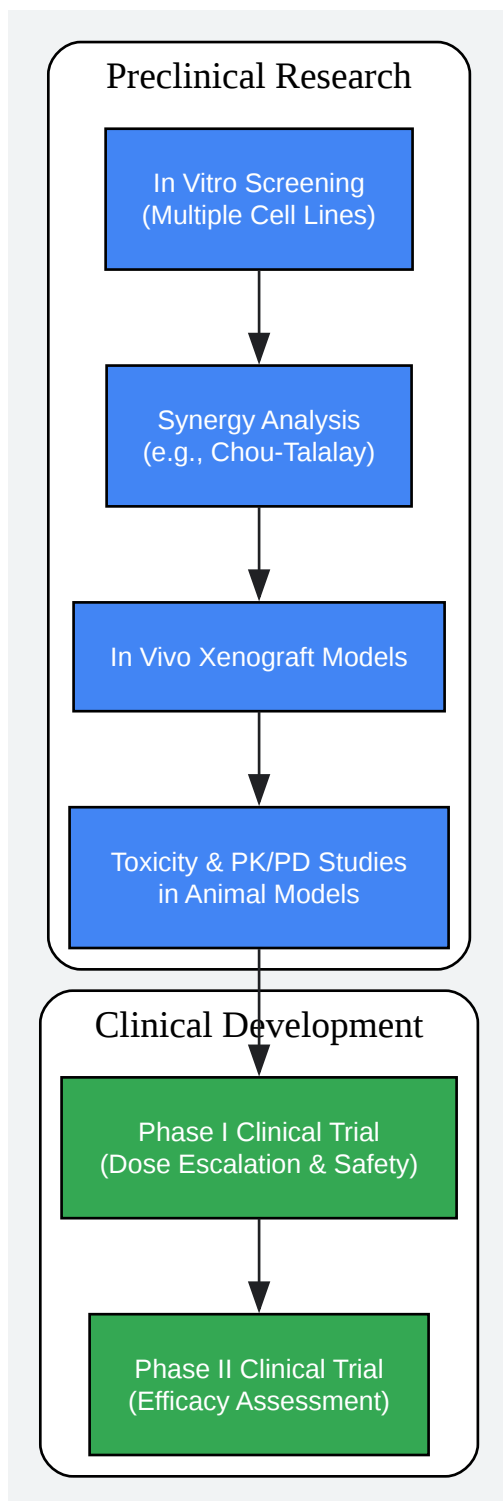 Preclinical Research
In Vitro Screening
(Multiple Cell Lines)
Synergy Analysis
(e.g., Chou-Talalay)
In Vivo Xenograft Models
Toxicity & PK/PD Studies
in Animal Models
Clinical Development
Phase I Clinical Trial
(Dose Escalation & Safety)
Phase II Clinical Trial
(Efficacy Assessment)